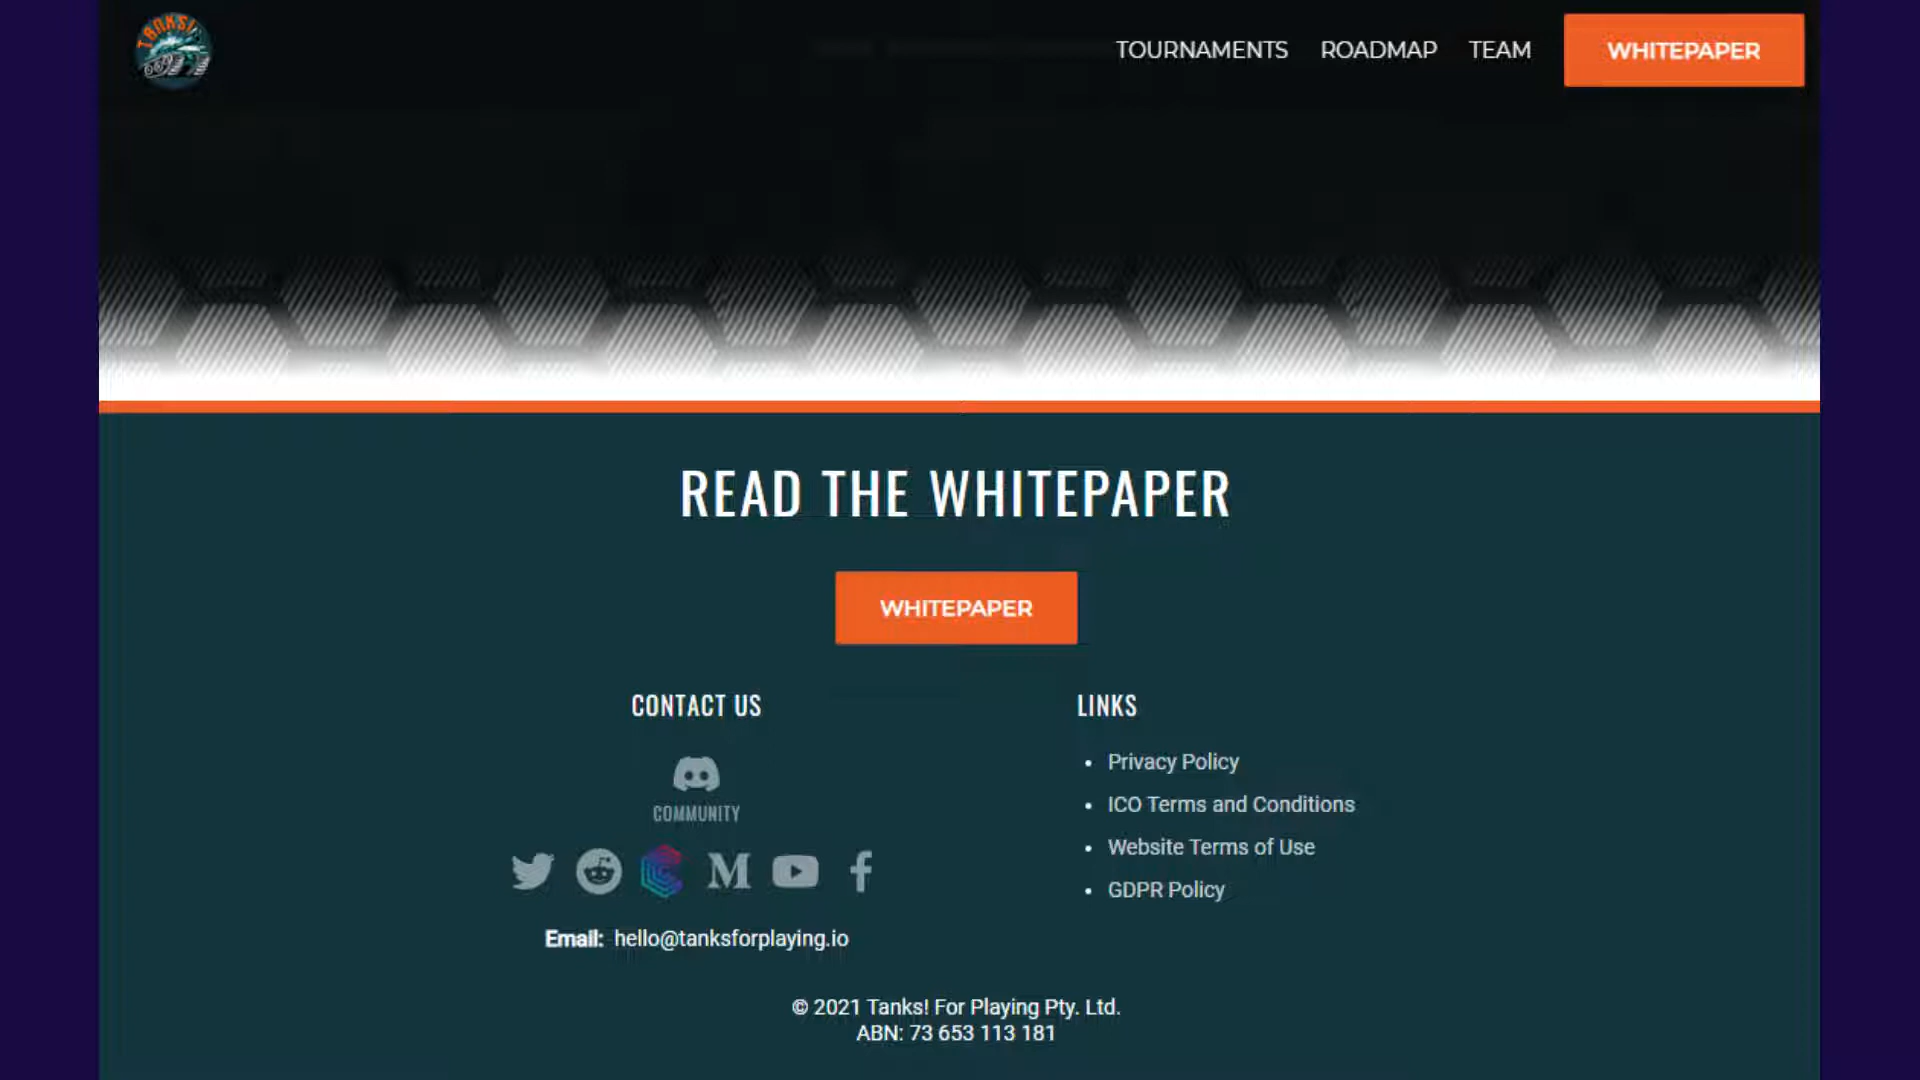 TANKS!
TOURNAMENTS ROADMAP TEAM WHITEPAPER
READ THE WHITEPAPER
WHITEPAPER
CONTACT US
COMMUNITY
Email: hello@tanksforplaying.io
LINKS
• Privacy Policy
• ICO Terms and Conditions
• Website Terms of Use
• GDPR Policy
© 2021 Tanks! For Playing Pty. Ltd.
ABN: 73 653 113 181